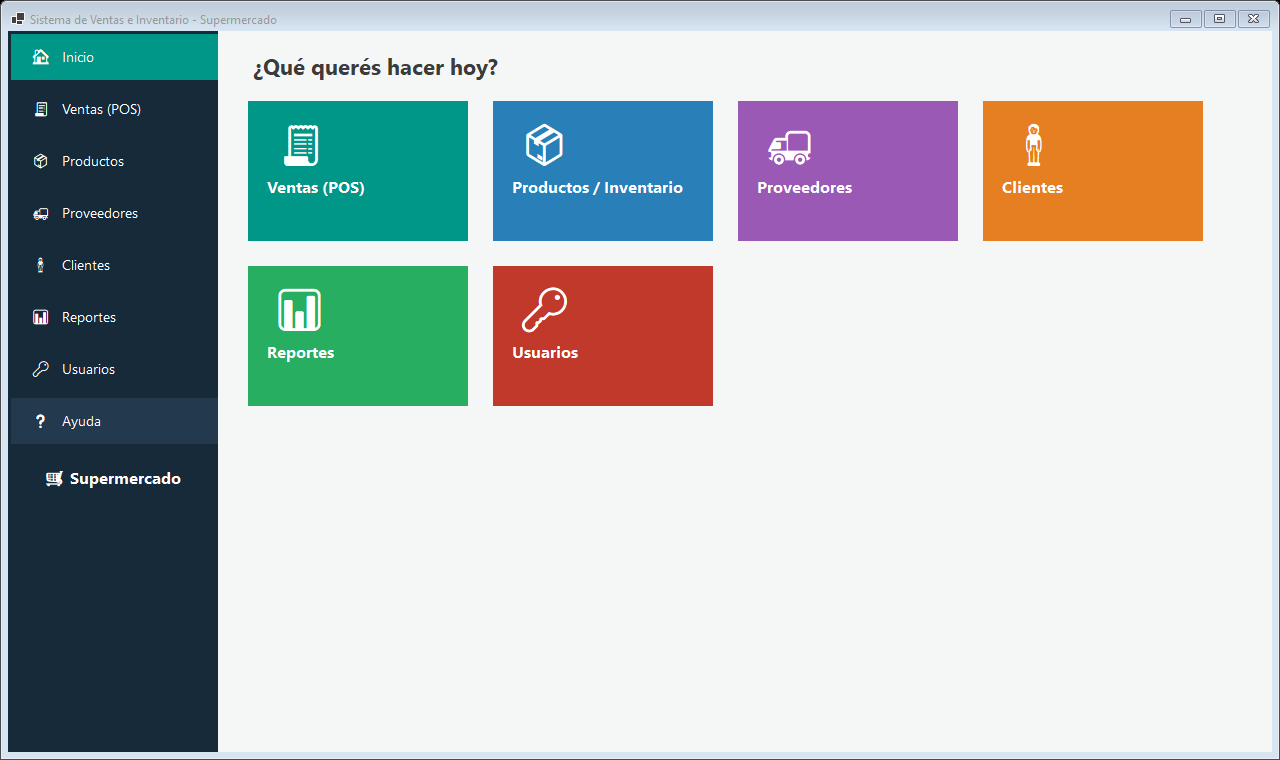 Sistema de Ventas e Inventario - Supermercado
Inicio
Ventas (POS)
Productos
Proveedores
Clientes
Reportes
Usuarios
? Ayuda
Supermercado
¿Qué querés hacer hoy?
Ventas (POS)
Productos / Inventario
Proveedores
Clientes
Reportes
Usuarios